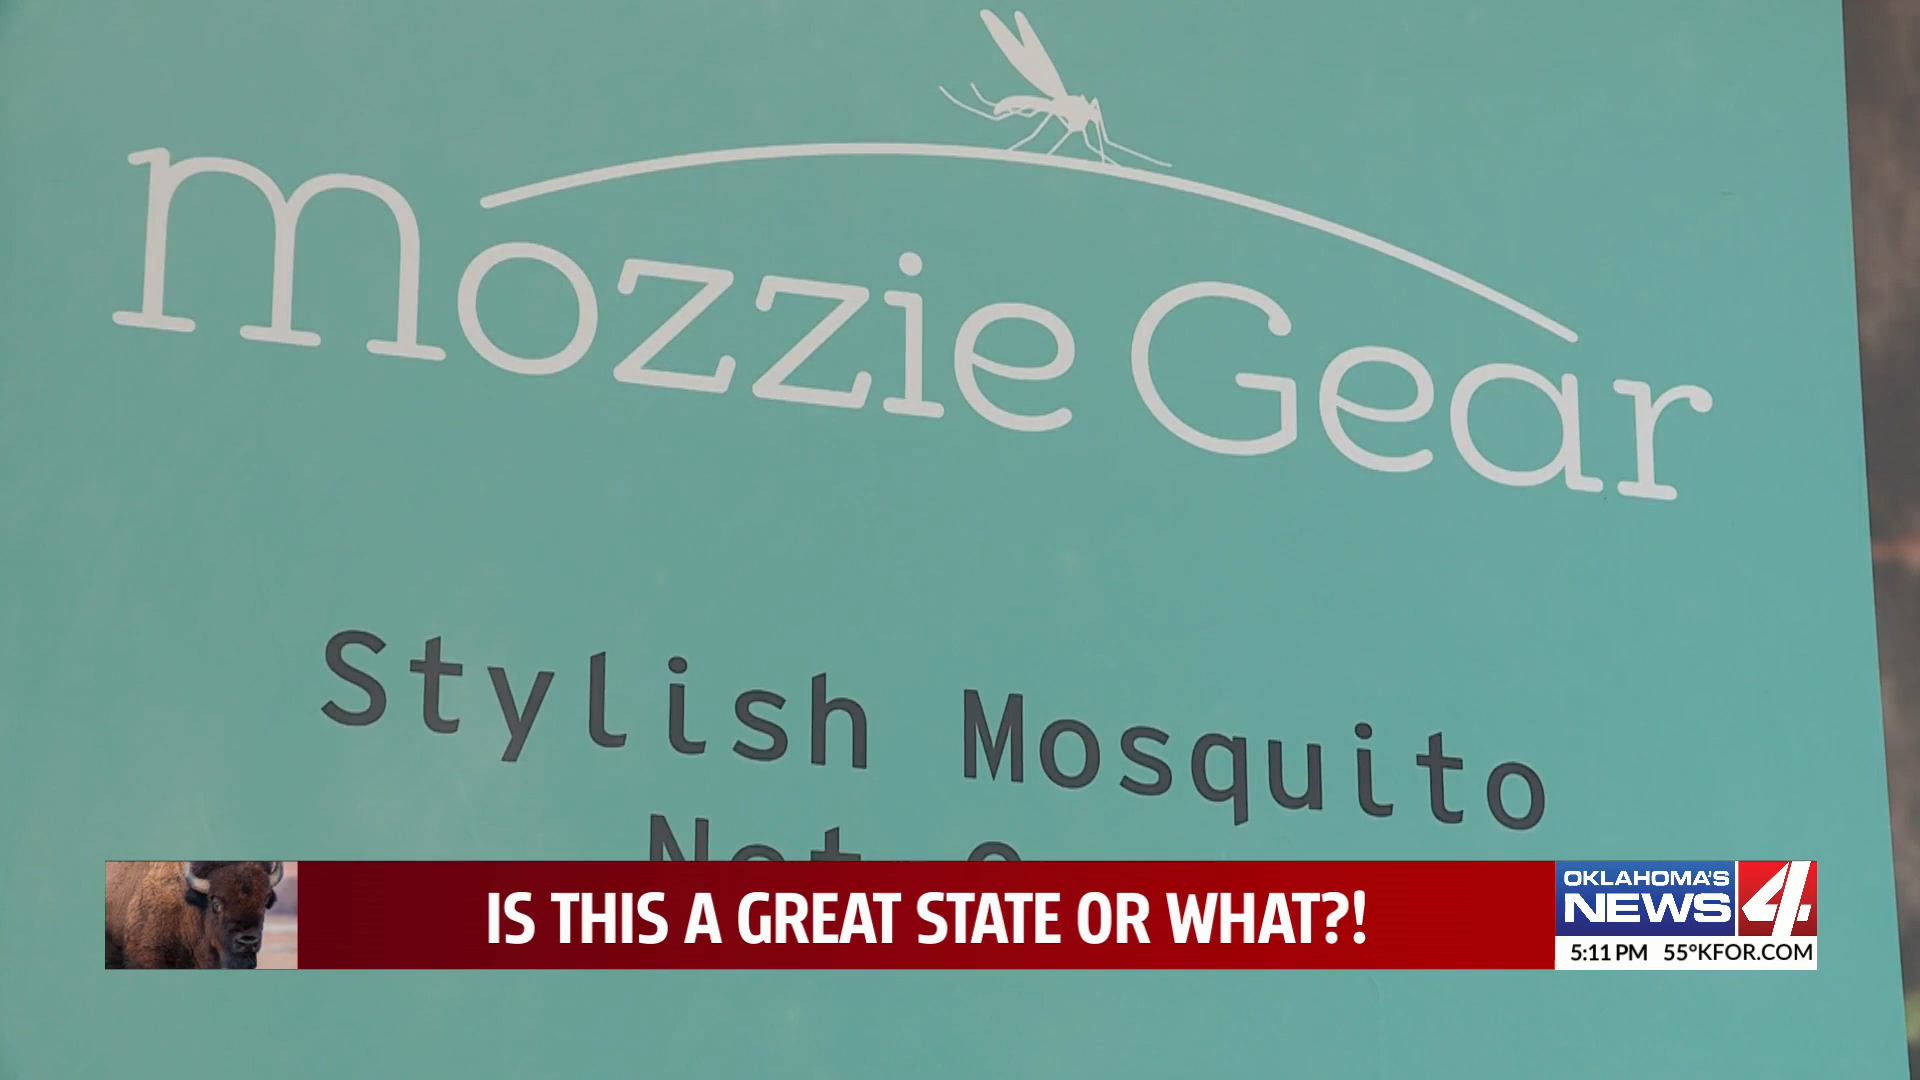 mozzie Gear
Stylish Mosquito
Net
IS THIS A GREAT STATE OR WHAT?!
OKLAHOMA'S
NEWS 4
5:11 PM 55° KFOR.COM